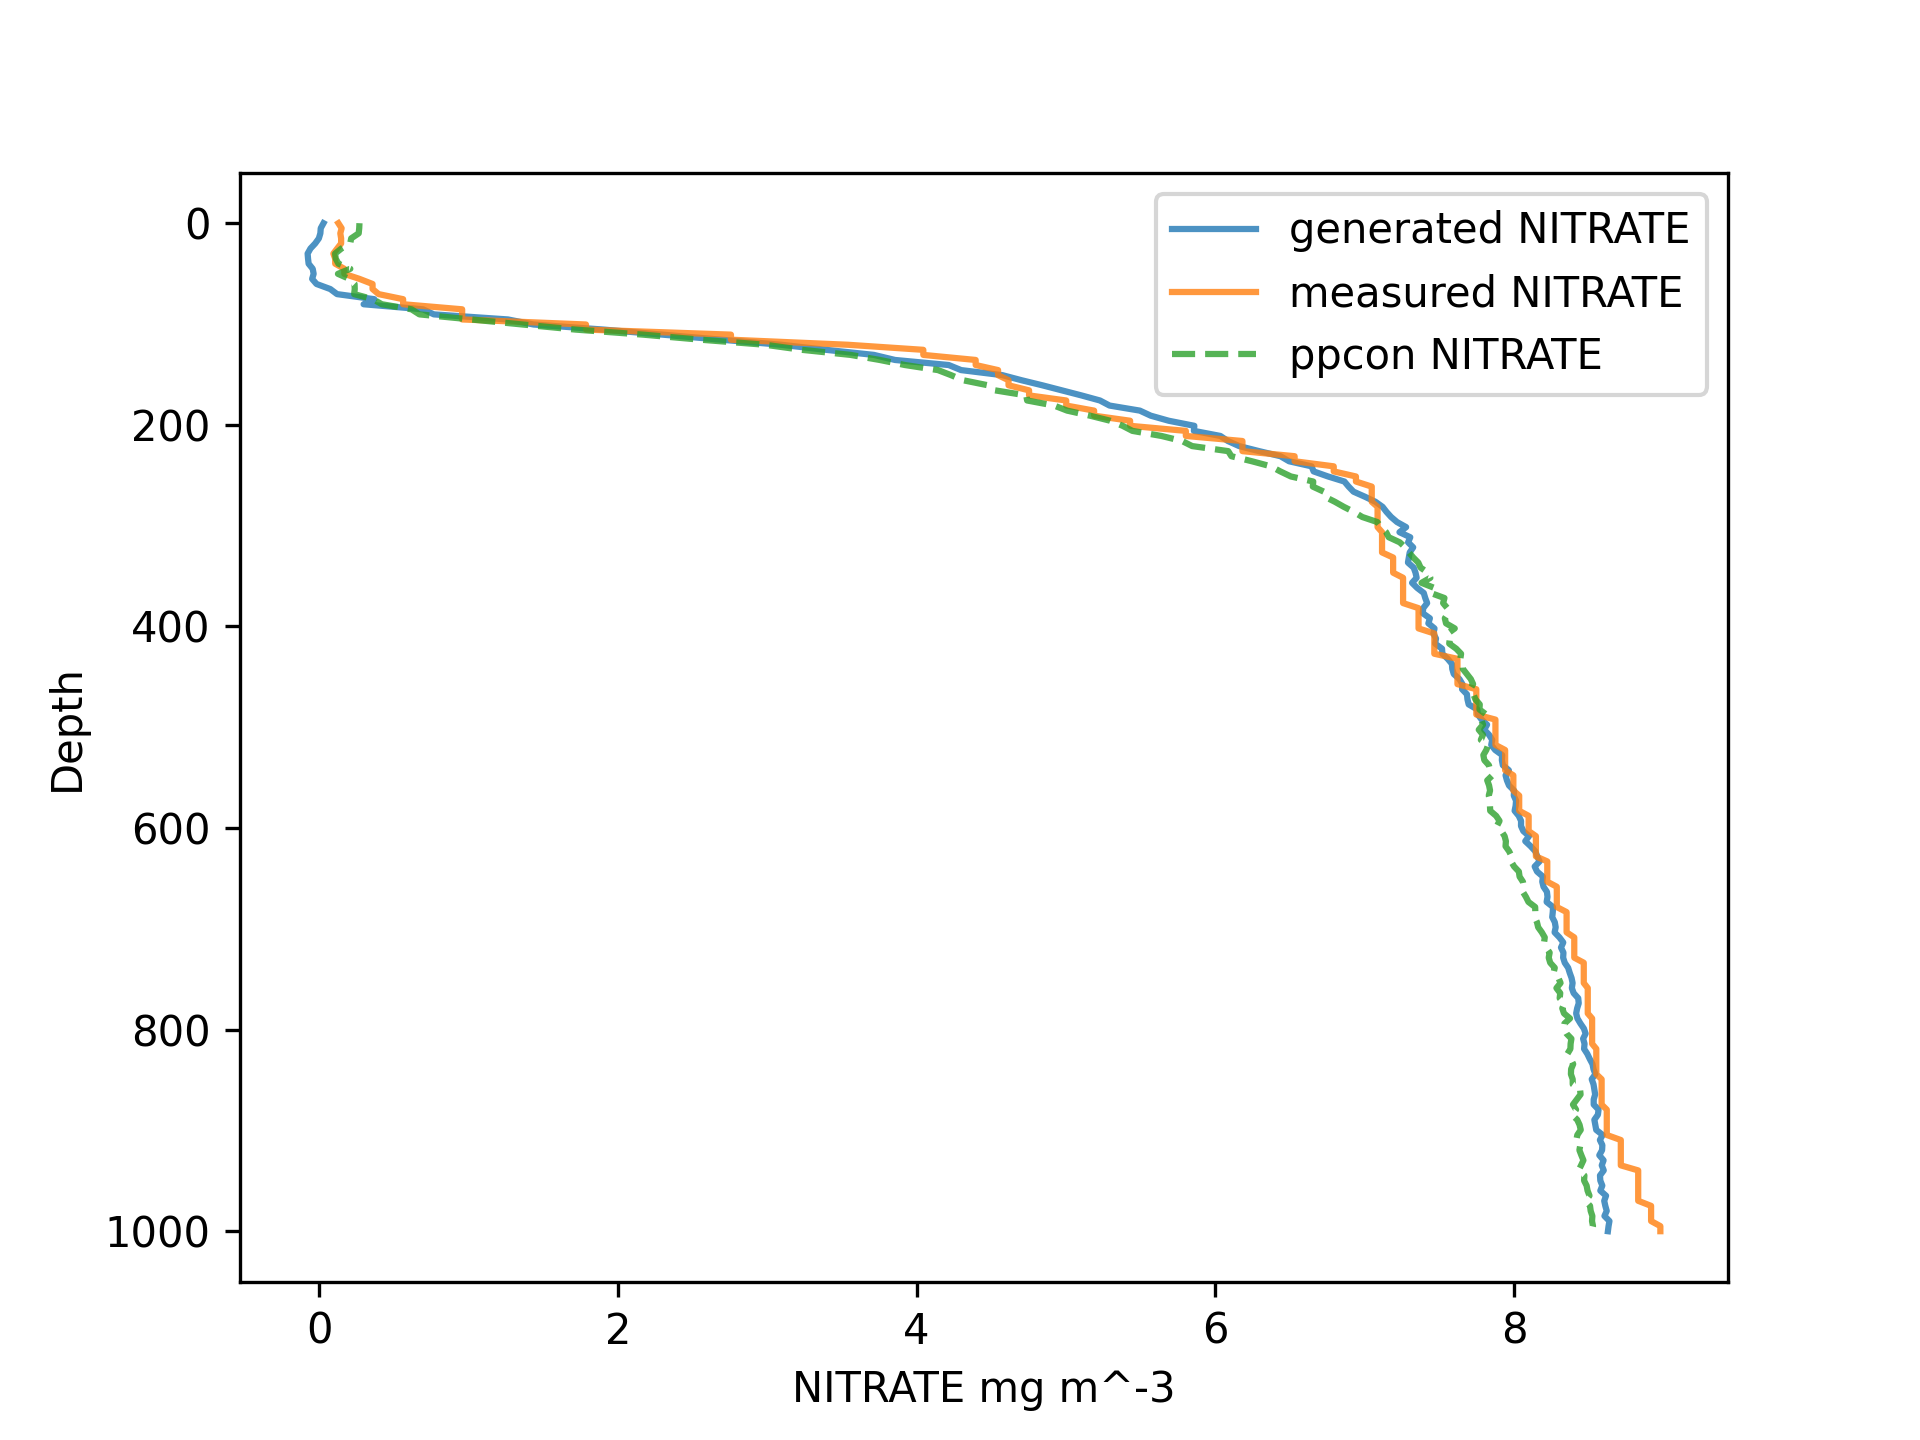 generated NITRATE
measured NITRATE
ppcon NITRATE
0
200
400
600
800
1000
Depth
0 2 4 6 8
NITRATE mg m^-3